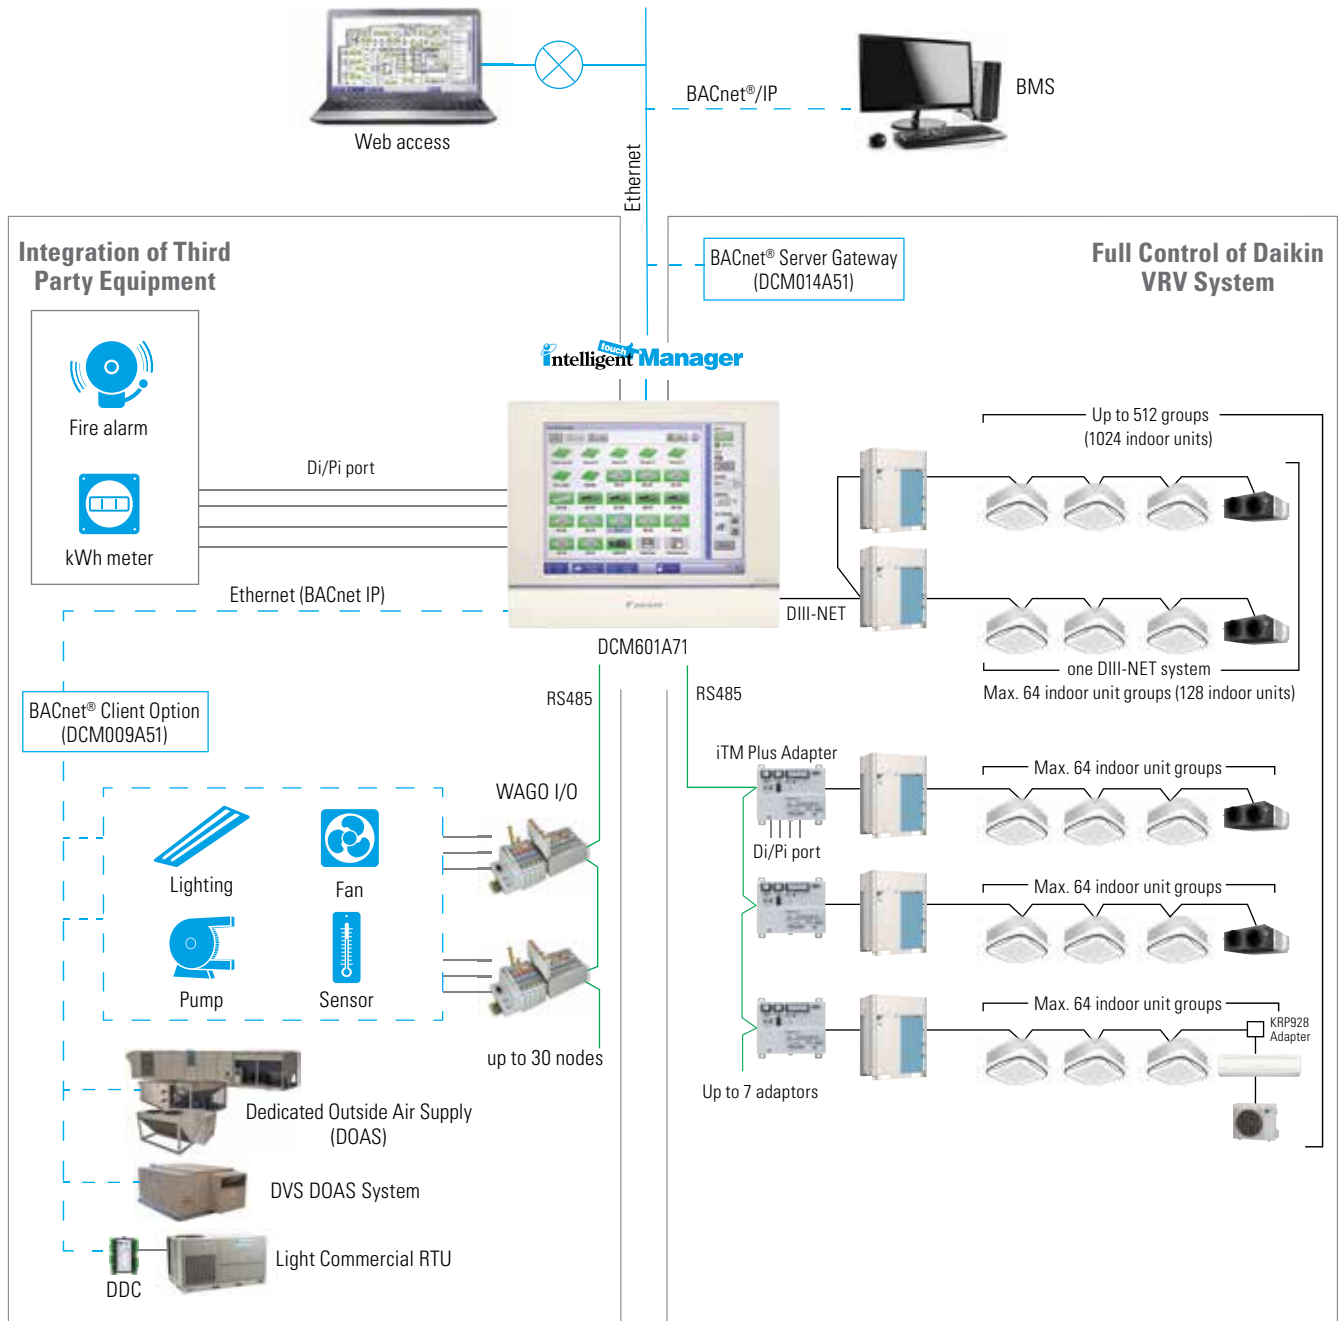 Web access
BACnet®/IP
BMS
Ethernet
Integration of Third
Party Equipment
BACnet® Server Gateway
(DCM014A51)
Full Control of Daikin
VRV System
intelligent touch Manager
Fire alarm
kWh meter
Di/Pi port
Ethernet (BACnet IP)
DAIKIN
DCM601A71
DIII-NET
Up to 512 groups
(1024 indoor units)
one DIII-NET system
Max. 64 indoor unit groups (128 indoor units)
RS485
RS485
BACnet® Client Option
(DCM009A51)
WAGO I/O
iTM Plus Adapter
Di/Pi port
Max. 64 indoor unit groups
Max. 64 indoor unit groups
Max. 64 indoor unit groups
KRP928
Adapter
Lighting
Fan
Pump
Sensor
up to 30 nodes
Up to 7 adaptors
Dedicated Outside Air Supply
(DOAS)
DVS DOAS System
Light Commercial RTU
DDC